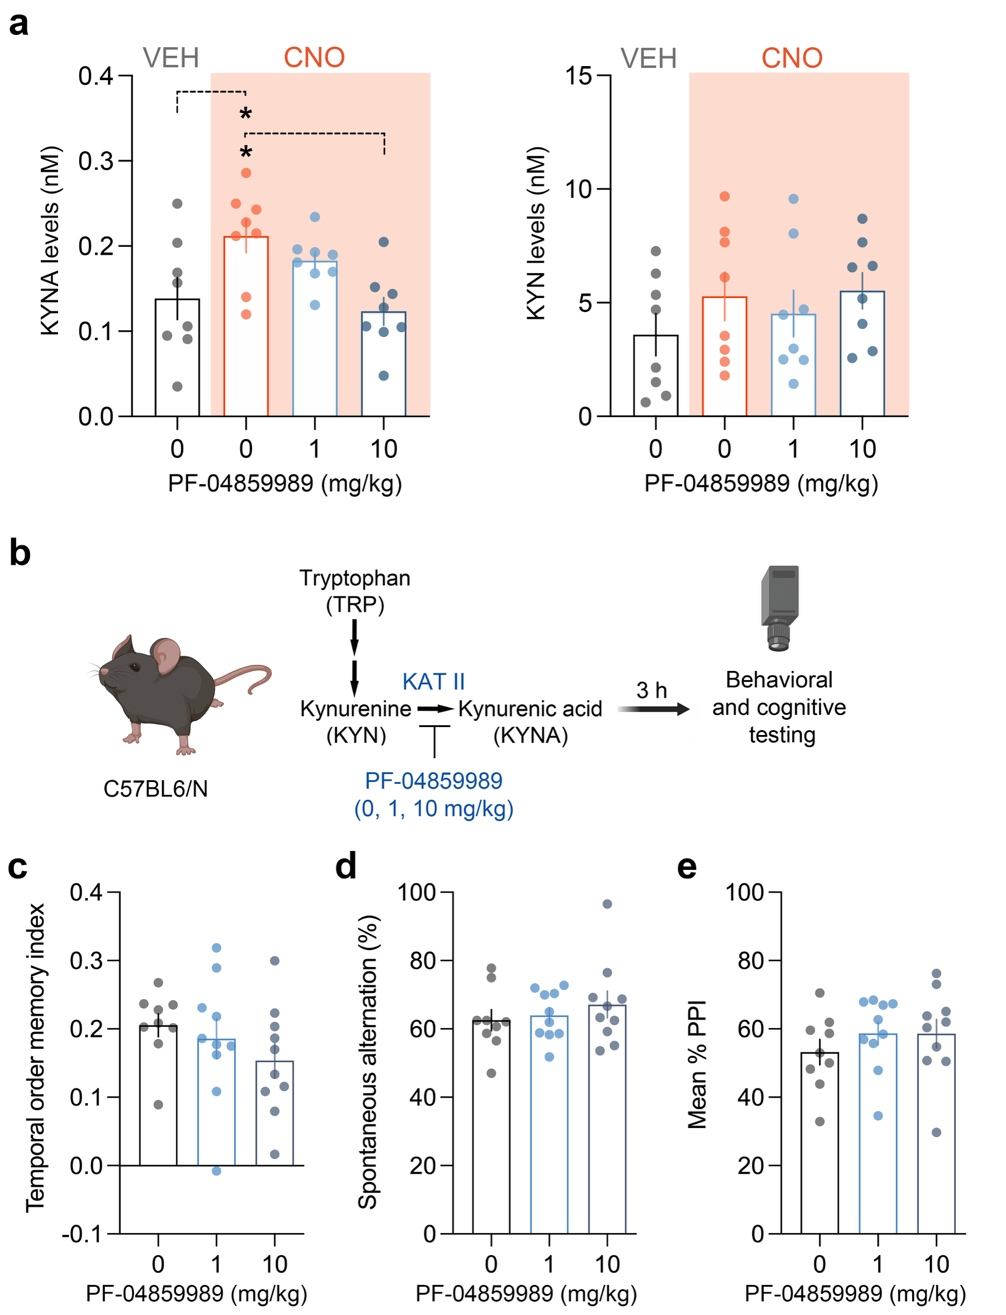 a
VEH CNO
0.4
0.3
0.2
0.1
0.0
KYNA levels (nM)
*
*
0 0 1 10
PF-04859989 (mg/kg)
VEH CNO
15
10
5
0
KYN levels (nM)
0 0 1 10
PF-04859989 (mg/kg)
b
C57BL6/N
Tryptophan
(TRP)
KAT II
Kynurenine
(KYN)
Kynurenic acid
(KYNA)
PF-04859989
(0, 1, 10 mg/kg)
3 h
Behavioral
and cognitive
testing
c
0.4
0.3
0.2
0.1
0.0
-0.1
Temporal order memory index
0 1 10
PF-04859989 (mg/kg)
d
100
80
60
40
20
0
Spontaneous alternation (%)
0 1 10
PF-04859989 (mg/kg)
e
100
80
60
40
20
0
Mean % PPI
0 1 10
PF-04859989 (mg/kg)